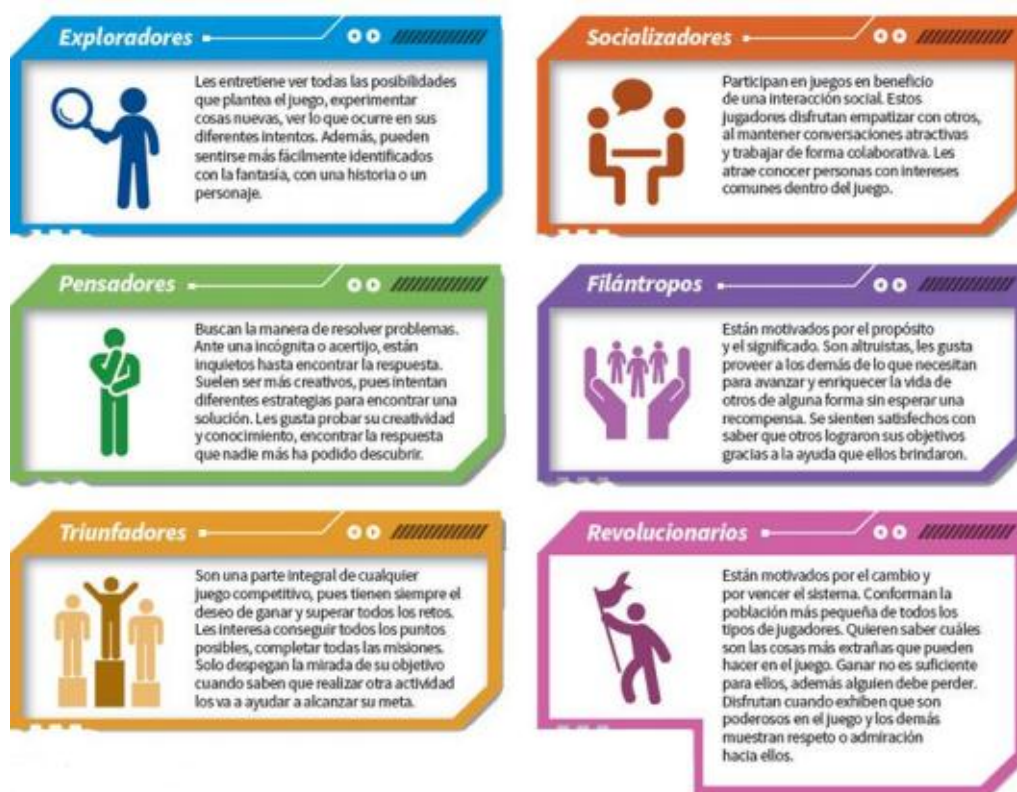 Exploradores
Les entretiene ver todas las posibilidades
que plantea el juego, experimentar
cosas nuevas, ver lo que ocurre en sus
diferentes intentos. Además, pueden
sentirse más fácilmente identificados
con la fantasía, con una historia o un
personaje.
Socializadores
Participan en juegos en beneficio
de una interacción social. Estos
jugadores disfrutan empatizar con otros,
al mantener conversaciones atractivas
y trabajar de forma colaborativa. Les
atrae conocer personas con intereses
comunes dentro del juego.
Pensadores
Buscan la manera de resolver problemas.
Ante una incógnita o acertijo, están
inquietos hasta encontrar la respuesta.
Suelen ser más creativos, pues intentan
diferentes estrategias para encontrar una
solución. Les gusta probar su creatividad
y conocimiento, encontrar la respuesta
que nadie más ha podido descubrir.
Filántropos
Están motivados por el propósito
y el significado. Son altruistas, les gusta
proveer a los demás de lo que necesitan
para avanzar y enriquecer la vida de
otros de alguna forma sin esperar una
recompensa. Se sienten satisfechos con
saber que otros lograron sus objetivos
gracias a la ayuda que ellos brindaron.
Triunfadores
Son una parte integral de cualquier
juego competitivo, pues tienen siempre el
deseo de ganar y superar todos los retos.
Les interesa conseguir todos los puntos
posibles, completar todas las misiones.
Solo despegan la mirada de su objetivo
cuando saben que realizar otra actividad
los va a ayudar a alcanzar su meta.
Revolucionarios
Están motivados por el cambio y
por vencer el sistema. Conforman la
población más pequeña de todos los
tipos de jugadores. Quieren saber cuáles
son las cosas más extrañas que pueden
hacer en el juego. Ganar no es suficiente
para ellos, además alguien debe perder.
Disfrutan cuando exhiben que son
poderosos en el juego y los demás
muestran respeto o admiración
hacia ellos.